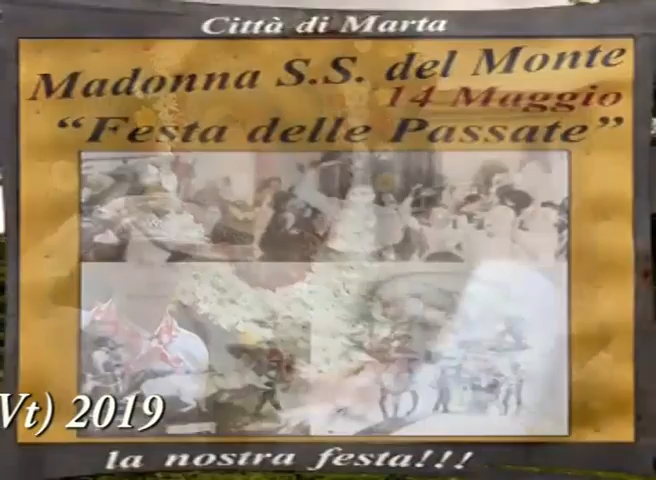 Città di Marta
Madonna S.S. del Monte
14 Maggio
"Festa delle Passate"
Vt) 2019
la nostra festa!!!